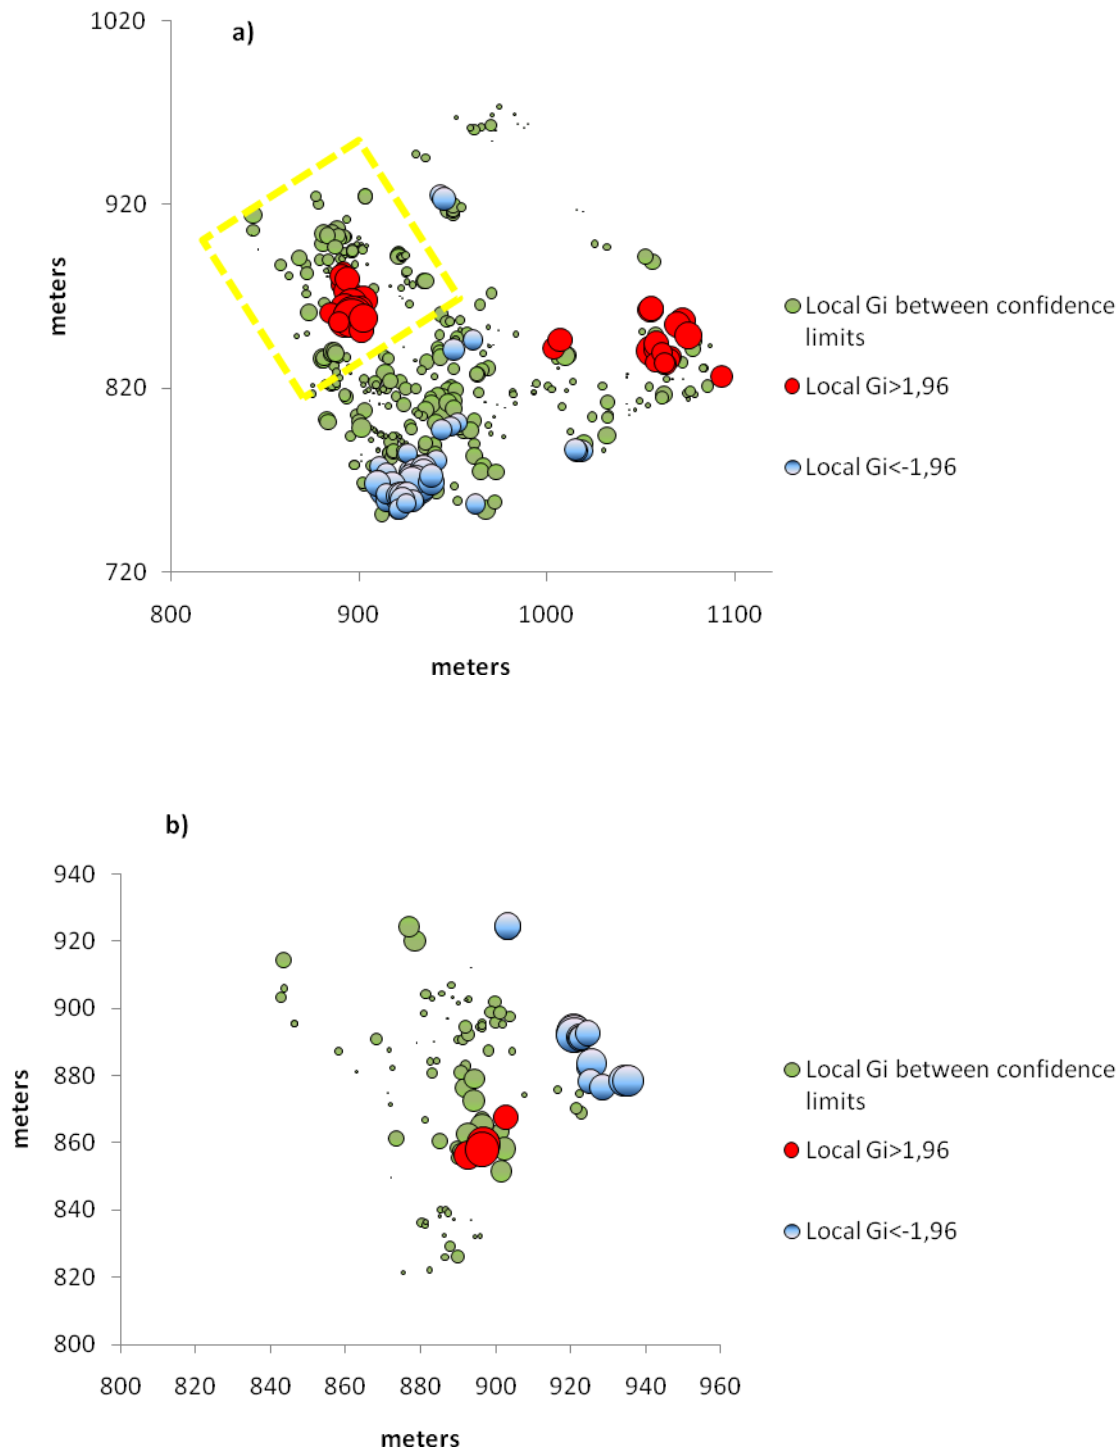 a)
1020
920
820
720
meters
800
900
1000
1100
meters
Local Gi between confidence
limits
Local Gi>1,96
Local Gi<-1,96
b)
940
920
900
880
860
840
820
800
meters
800
820
840
860
880
900
920
940
960
meters
Local Gi between confidence
limits
Local Gi>1,96
Local Gi<-1,96